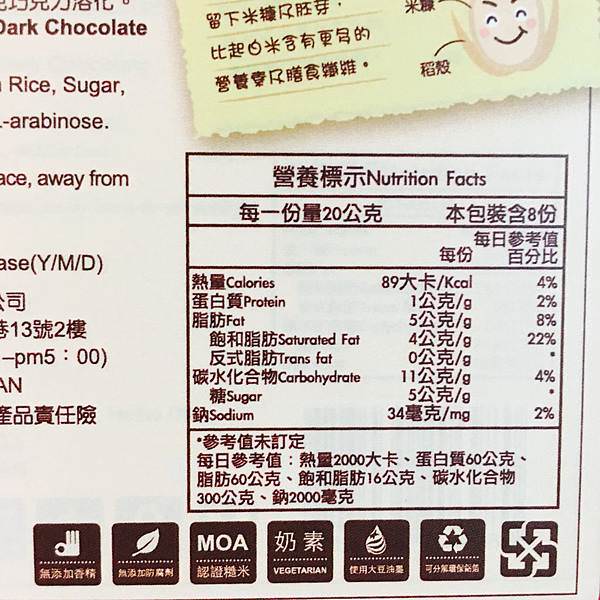 巧克力溶化。
Dark Chocolate
Rice, Sugar,
L-arabinose.
ace, away from
ase(Y/M/D)
公司
巷13號2樓
–pm5：00)
AN
產品責任險
留下米糠及胚芽，
比起白米含有更多的
營養素及膳食纖維。
米糠
稻殼
營養標示Nutrition Facts
每一份量20公克 本包裝含8份
每份 每日參考值百分比
熱量Calories 89大卡/Kcal 4%
蛋白質Protein 1公克/g 2%
脂肪Fat 5公克/g 8%
飽和脂肪Saturated Fat 4公克/g 22%
反式脂肪Trans fat 0公克/g *
碳水化合物Carbohydrate 11公克/g 4%
糖Sugar 5公克/g *
鈉Sodium 34毫克/mg 2%
*參考值未訂定
每日參考值：熱量2000大卡、蛋白質60公克、
脂肪60公克、飽和脂肪16公克、碳水化合物
300公克、鈉2000毫克
無添加香精
無添加防腐劑
MOA
認證糙米
奶素
VEGETARIAN
使用大豆油墨
可分解環保鋁箔